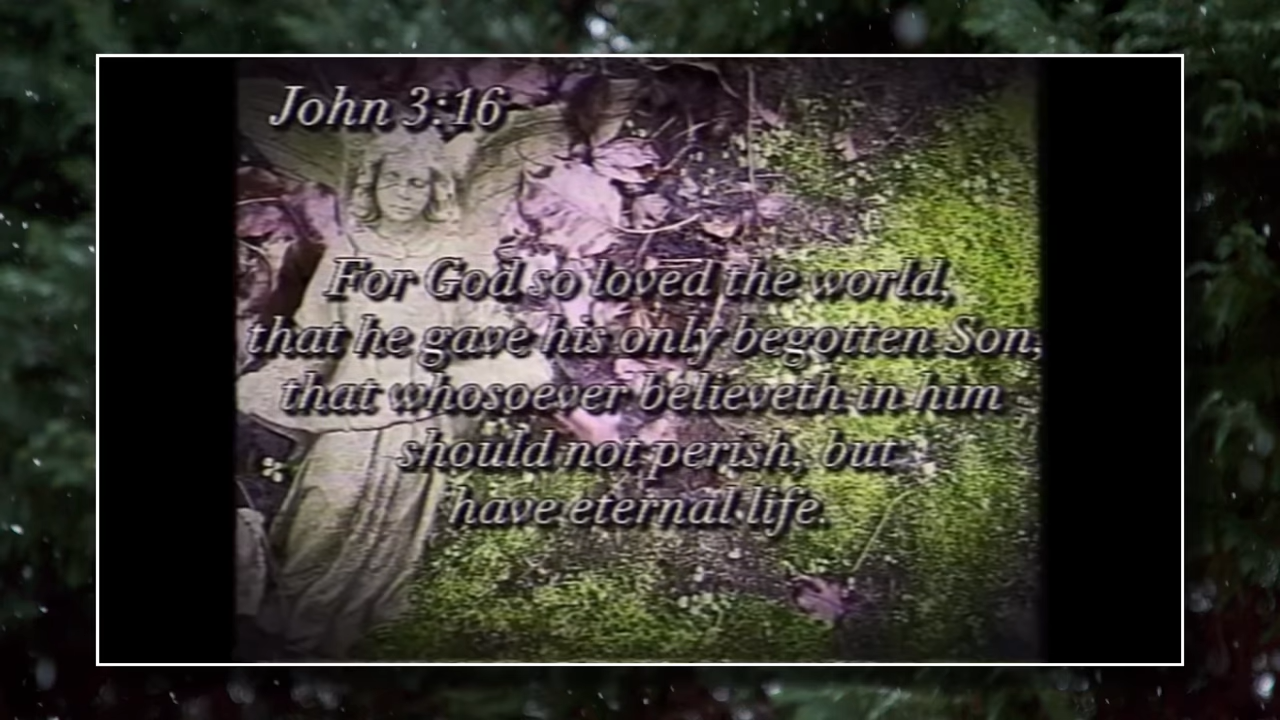 John 3:16
For God so loved the world,
that he gave his only begotten Son,
that whosoever believeth in him
should not perish, but
have eternal life.